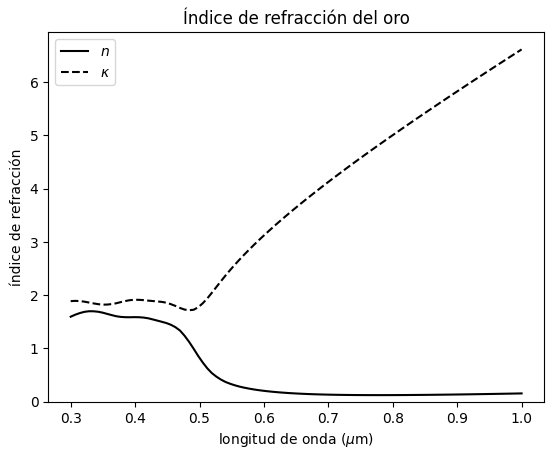 Índice de refracción del oro
n
κ
índice de refracción
6
5
4
3
2
1
0
0.3 0.4 0.5 0.6 0.7 0.8 0.9 1.0
longitud de onda (μm)